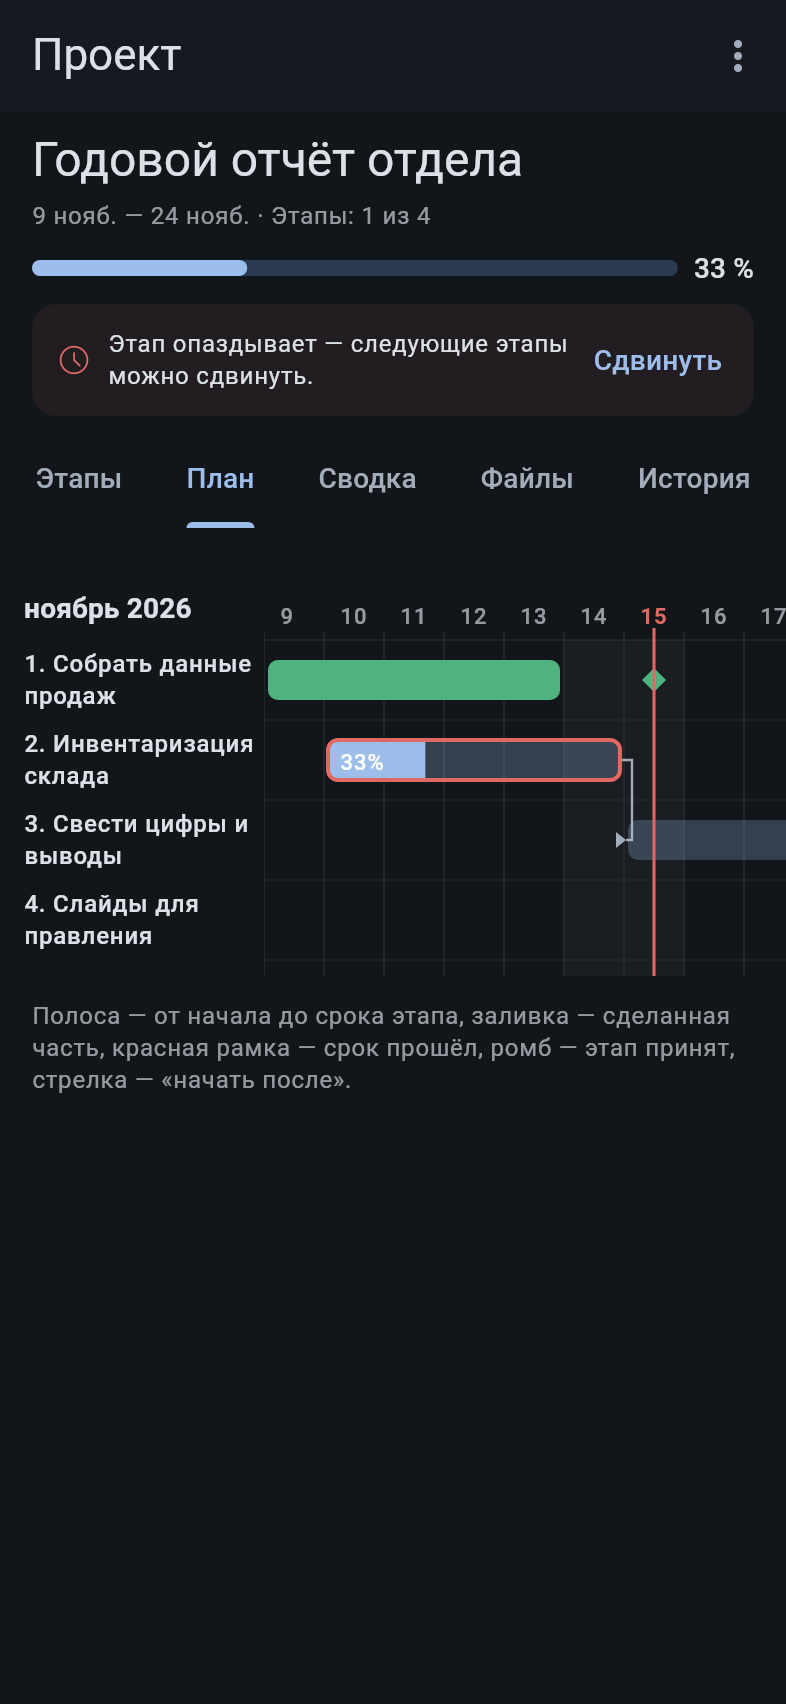 Проект
Годовой отчёт отдела
9 нояб. — 24 нояб. · Этапы: 1 из 4
33 %
Этап опаздывает — следующие этапы
можно сдвинуть.
Сдвинуть
Этапы План Сводка Файлы История
ноябрь 2026
9 10 11 12 13 14 15 16 17
1. Собрать данные
продаж
2. Инвентаризация
склада
33%
3. Свести цифры и
выводы
4. Слайды для
правления
Полоса — от начала до срока этапа, заливка — сделанная
часть, красная рамка — срок прошёл, ромб — этап принят,
стрелка — «начать после».